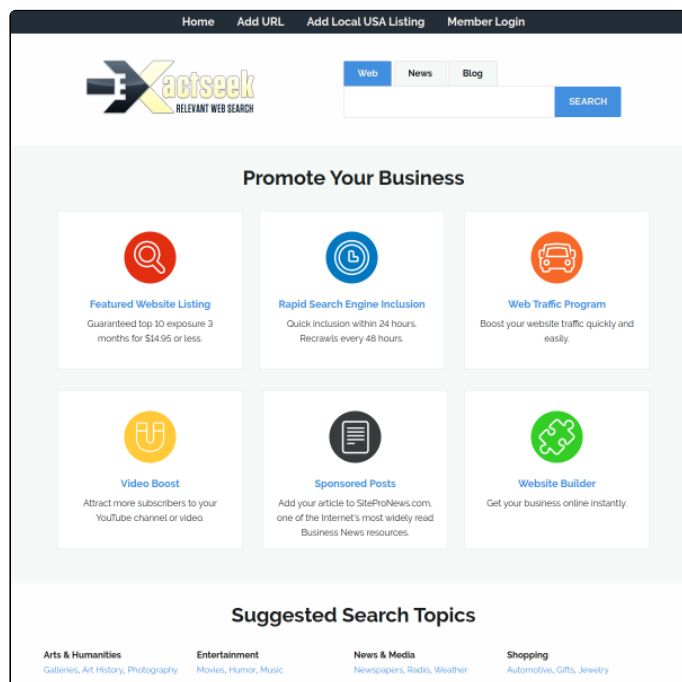 Home Add URL Add Local USA Listing Member Login
EXactseek
RELEVANT WEB SEARCH
Web News Blog
SEARCH
Promote Your Business
Featured Website Listing
Guaranteed top 10 exposure 3
months for $14.95 or less.
Rapid Search Engine Inclusion
Quick inclusion within 24 hours.
Recrawls every 48 hours.
Web Traffic Program
Boost your website traffic quickly and
easily.
Video Boost
Attract more subscribers to your
YouTube channel or video.
Sponsored Posts
Add your article to SiteProNews.com,
one of the Internet's most widely read
Business News resources.
Website Builder
Get your business online instantly.
Suggested Search Topics
Arts & Humanities
Galleries, Art History, Photography
Entertainment
Movies, Humor, Music
News & Media
Newspapers, Radio, Weather
Shopping
Automotive, Gifts, Jewelry